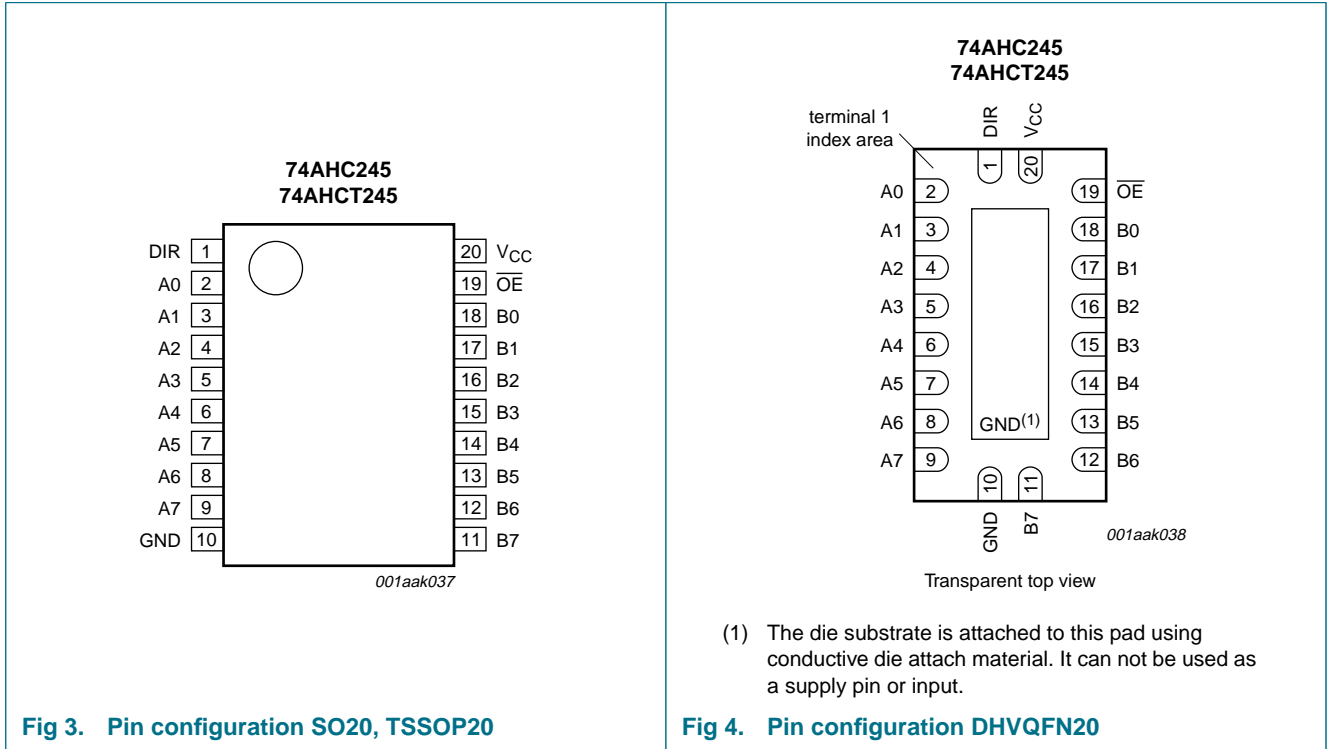 74AHC245
74AHCT245
DIR 1 20 VCC
A0 2 19 OE
A1 3 18 B0
A2 4 17 B1
A3 5 16 B2
A4 6 15 B3
A5 7 14 B4
A6 8 13 B5
A7 9 12 B6
GND 10 11 B7
001aak037
Fig 3. Pin configuration SO20, TSSOP20
74AHC245
74AHCT245
terminal 1
index area
DIR VCC
1 20
A0 2 19 OE
A1 3 18 B0
A2 4 17 B1
A3 5 16 B2
A4 6 15 B3
A5 7 14 B4
A6 8 GND(1) 13 B5
A7 9 12 B6
10 11
GND B7
001aak038
Transparent top view
(1) The die substrate is attached to this pad using
conductive die attach material. It can not be used as
a supply pin or input.
Fig 4. Pin configuration DHVQFN20